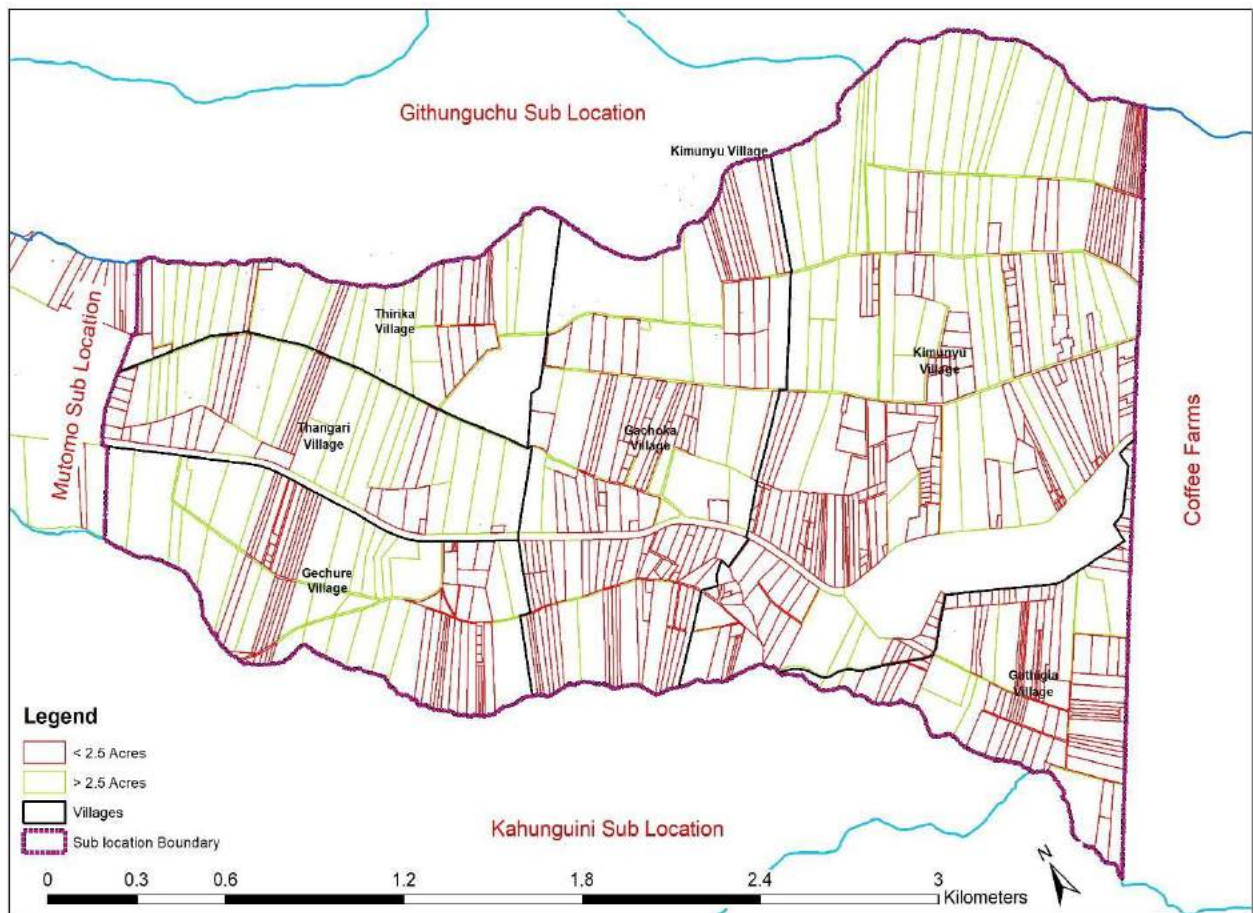 Githunguchu Sub Location
Kimunyu Village
Thirika
Village
Mutomo Sub Location
Kimunyu
Village
Thangari
Village
Gachoka
Village
Coffee Farms
Gechure
Village
Gathigia
Village
Legend
< 2.5 Acres
> 2.5 Acres
Villages
Sub location Boundary
Kahunguini Sub Location
N
0 0.3 0.6 1.2 1.8 2.4 3
Kilometers